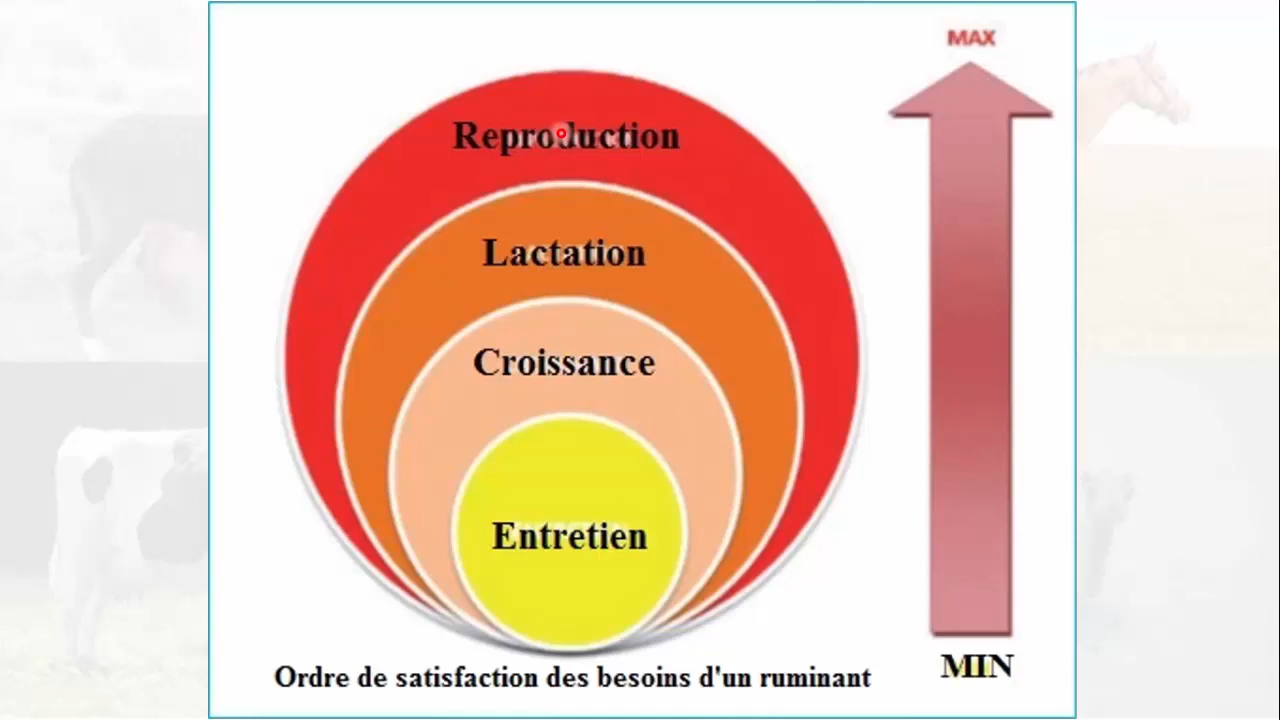 MAX
Reproduction
Lactation
Croissance
Entretien
MIN
Ordre de satisfaction des besoins d'un ruminant